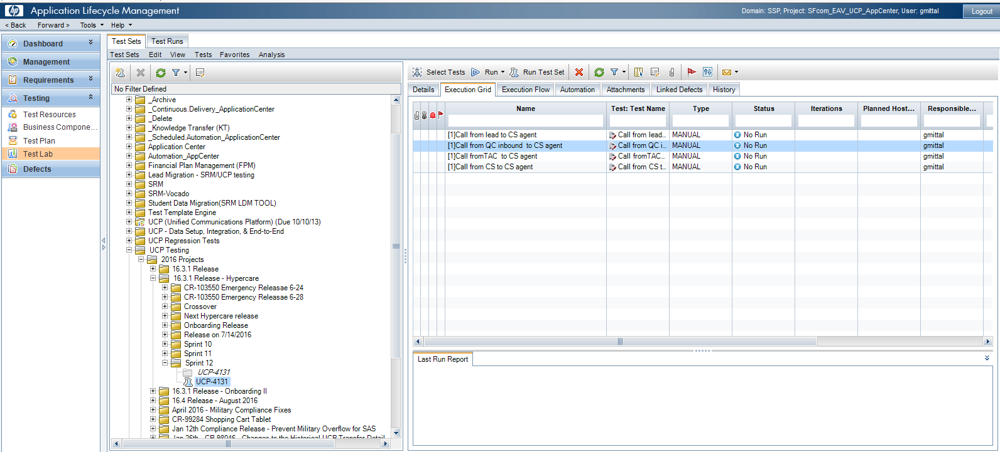 hp Application Lifecycle Management
Domain: SSP, Project: SFcom_EAV_UCP_AppCenter, User: gmittal
Logout
< Back Forward > Tools Help
Dashboard
Management
Requirements
Testing
Test Resources
Business Compone...
Test Plan
Test Lab
Defects
Test Sets Test Runs
Test Sets Edit View Tests Favorites Analysis
No Filter Defined
_Archive
_Continuous.Delivery_ApplicationCenter
_Delete
_Knowledge Transfer (KT)
_Scheduled.Automation_ApplicationCenter
Application Center
Automation_AppCenter
Financial Plan Management (FPM)
Lead Migration - SRM/UCP testing
SRM
SRM-Vocado
Student Data Migration(SRM LDM TOOL)
Test Template Engine
UCP (Unified Communications Platform) (Due 10/10/13)
UCP - Data Setup, Integration, & End-to-End
UCP Regression Tests
UCP Testing
2016 Projects
16.3.1 Release
16.3.1 Release - Hypercare
CR-103550 Emergency Releasae 6-24
CR-103550 Emergency Releasae 6-28
Crossover
Next Hypercare release
Onboarding Release
Release on 7/14/2016
Sprint 10
Sprint 11
Sprint 12
UCP-4131
UCP-4131
16.3.1 Release - Onboarding II
16.4 Release - August 2016
April 2016 - Military Compliance Fixes
CR-99284 Shopping Cart Tablet
Jan 12th Compliance Release - Prevent Military Overflow for SAS
Jan 26th - CR 98046 - Changes to the Historical UCP Transfer Detail
Select Tests Run Run Test Set
Details Execution Grid Execution Flow Automation Attachments Linked Defects History
Name Test: Test Name Type Status Iterations Planned Host... Responsible...
[1]Call from lead to CS agent Call from lead... MANUAL No Run gmittal
[1]Call from QC inbound to CS agent Call from QC i... MANUAL No Run gmittal
[1]Call fromTAC to CS agent Call fromTAC... MANUAL No Run gmittal
[1]Call from CS to CS agent Call from CS t... MANUAL No Run gmittal
Last Run Report